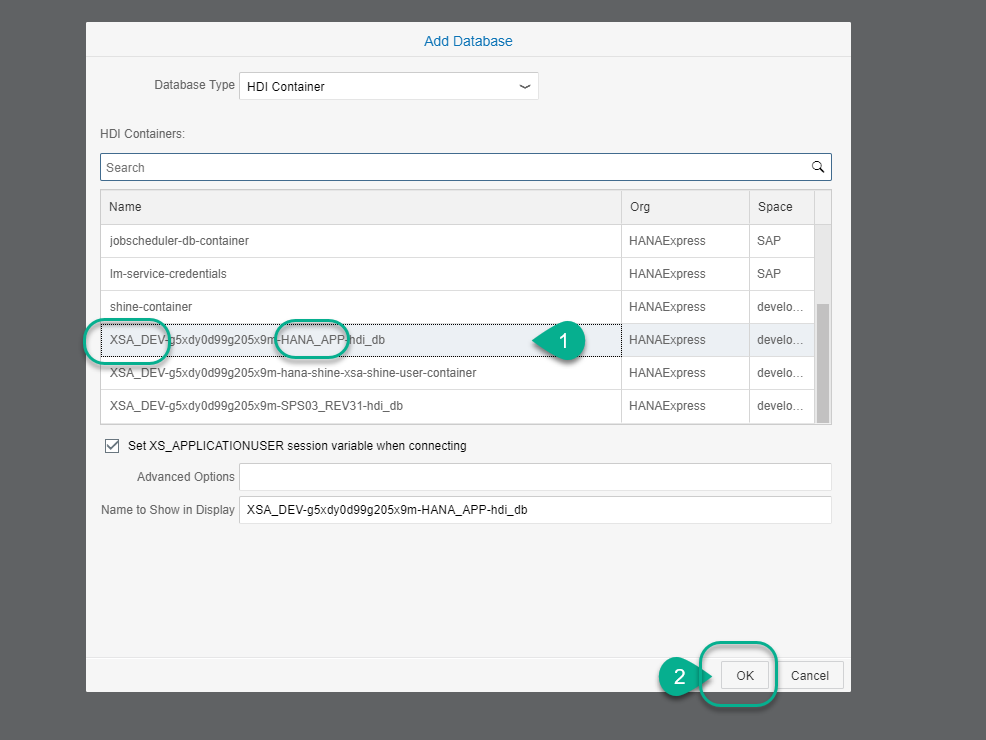 Add Database
Database Type HDI Container
HDI Containers:
Search
Name Org Space
jobscheduler-db-container HANAExpress SAP
lm-service-credentials HANAExpress SAP
shine-container HANAExpress develo...
XSA_DEV-g5xdy0d99g205x9m-HANA_APP-hdi_db 1 HANAExpress develo...
XSA_DEV-g5xdy0d99g205x9m-hana-shine-xsa-shine-user-container HANAExpress develo...
XSA_DEV-g5xdy0d99g205x9m-SPS03_REV31-hdi_db HANAExpress develo...
Set XS_APPLICATIONUSER session variable when connecting
Advanced Options
Name to Show in Display XSA_DEV-g5xdy0d99g205x9m-HANA_APP-hdi_db
2 OK Cancel